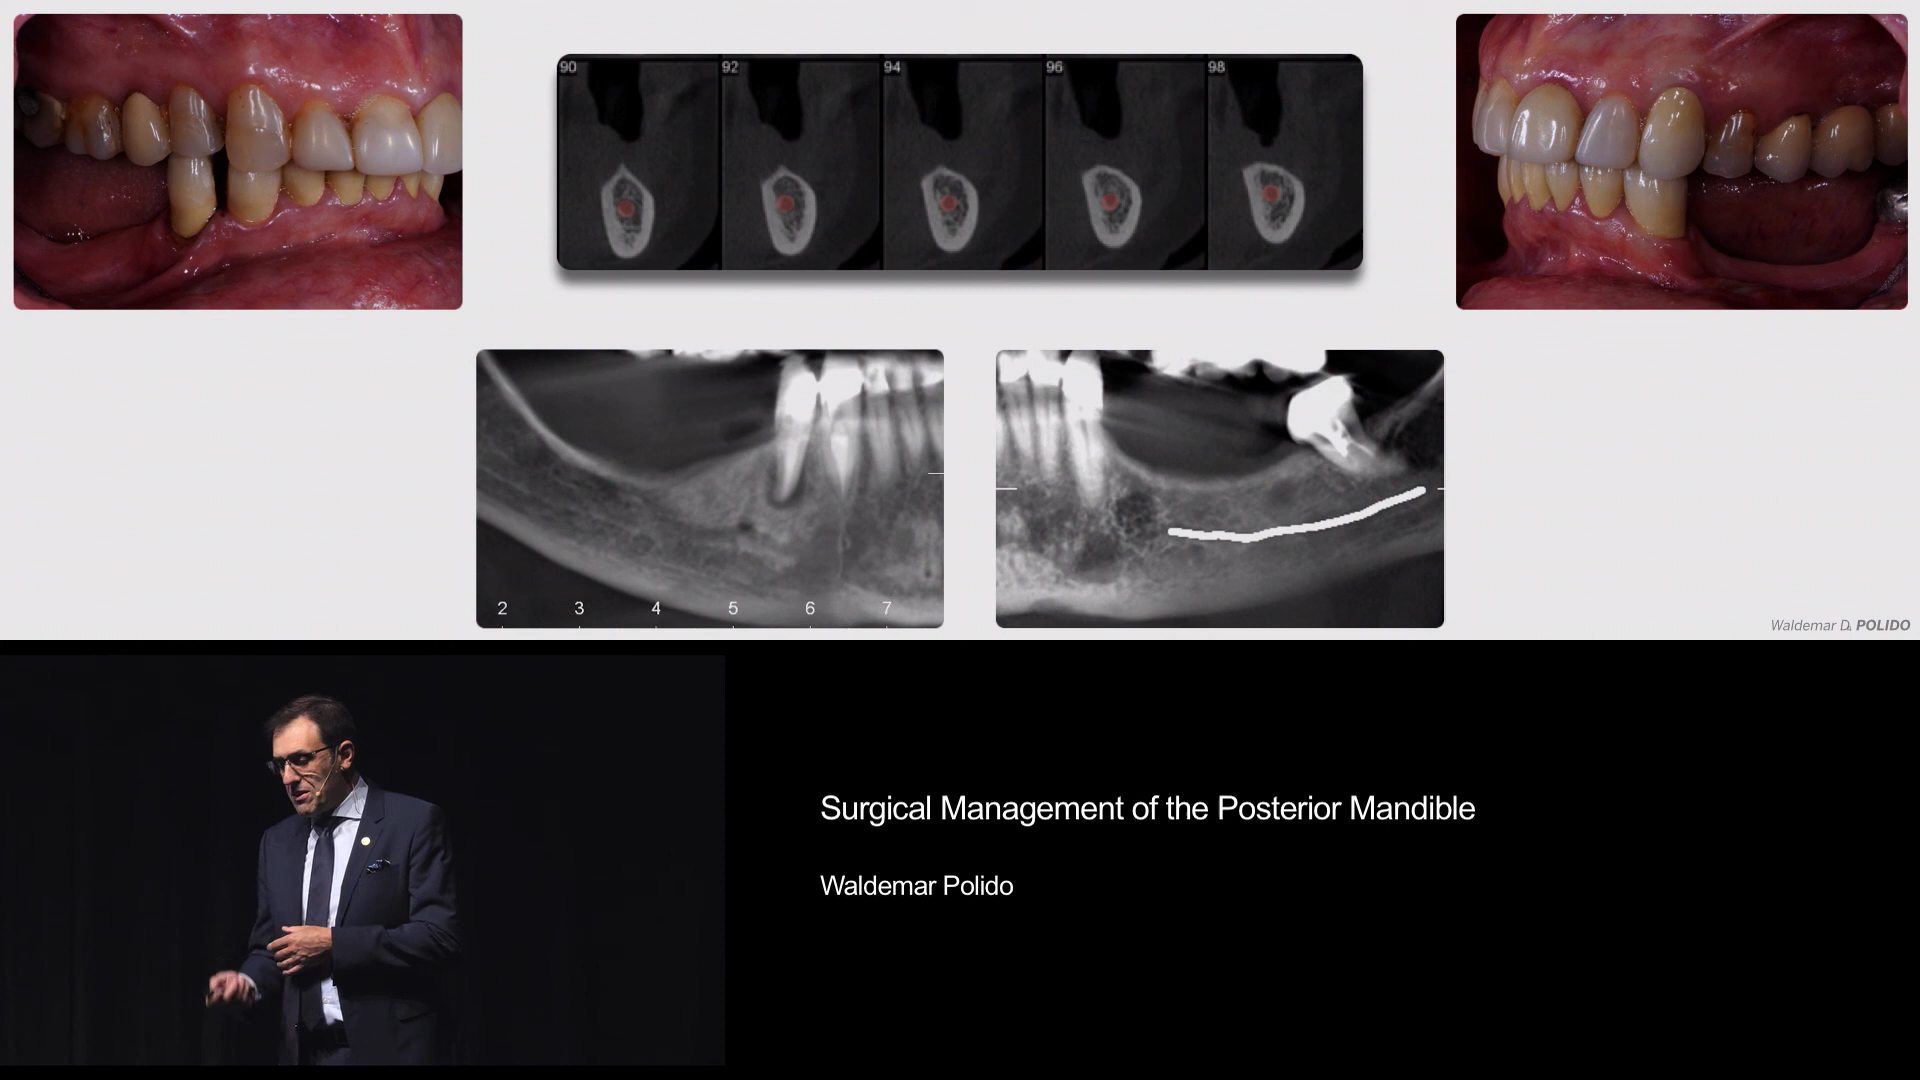 90 92 94 96 98
2 3 4 5 6 7
Waldemar D. POLIDO
Surgical Management of the Posterior Mandible
Waldemar Polido